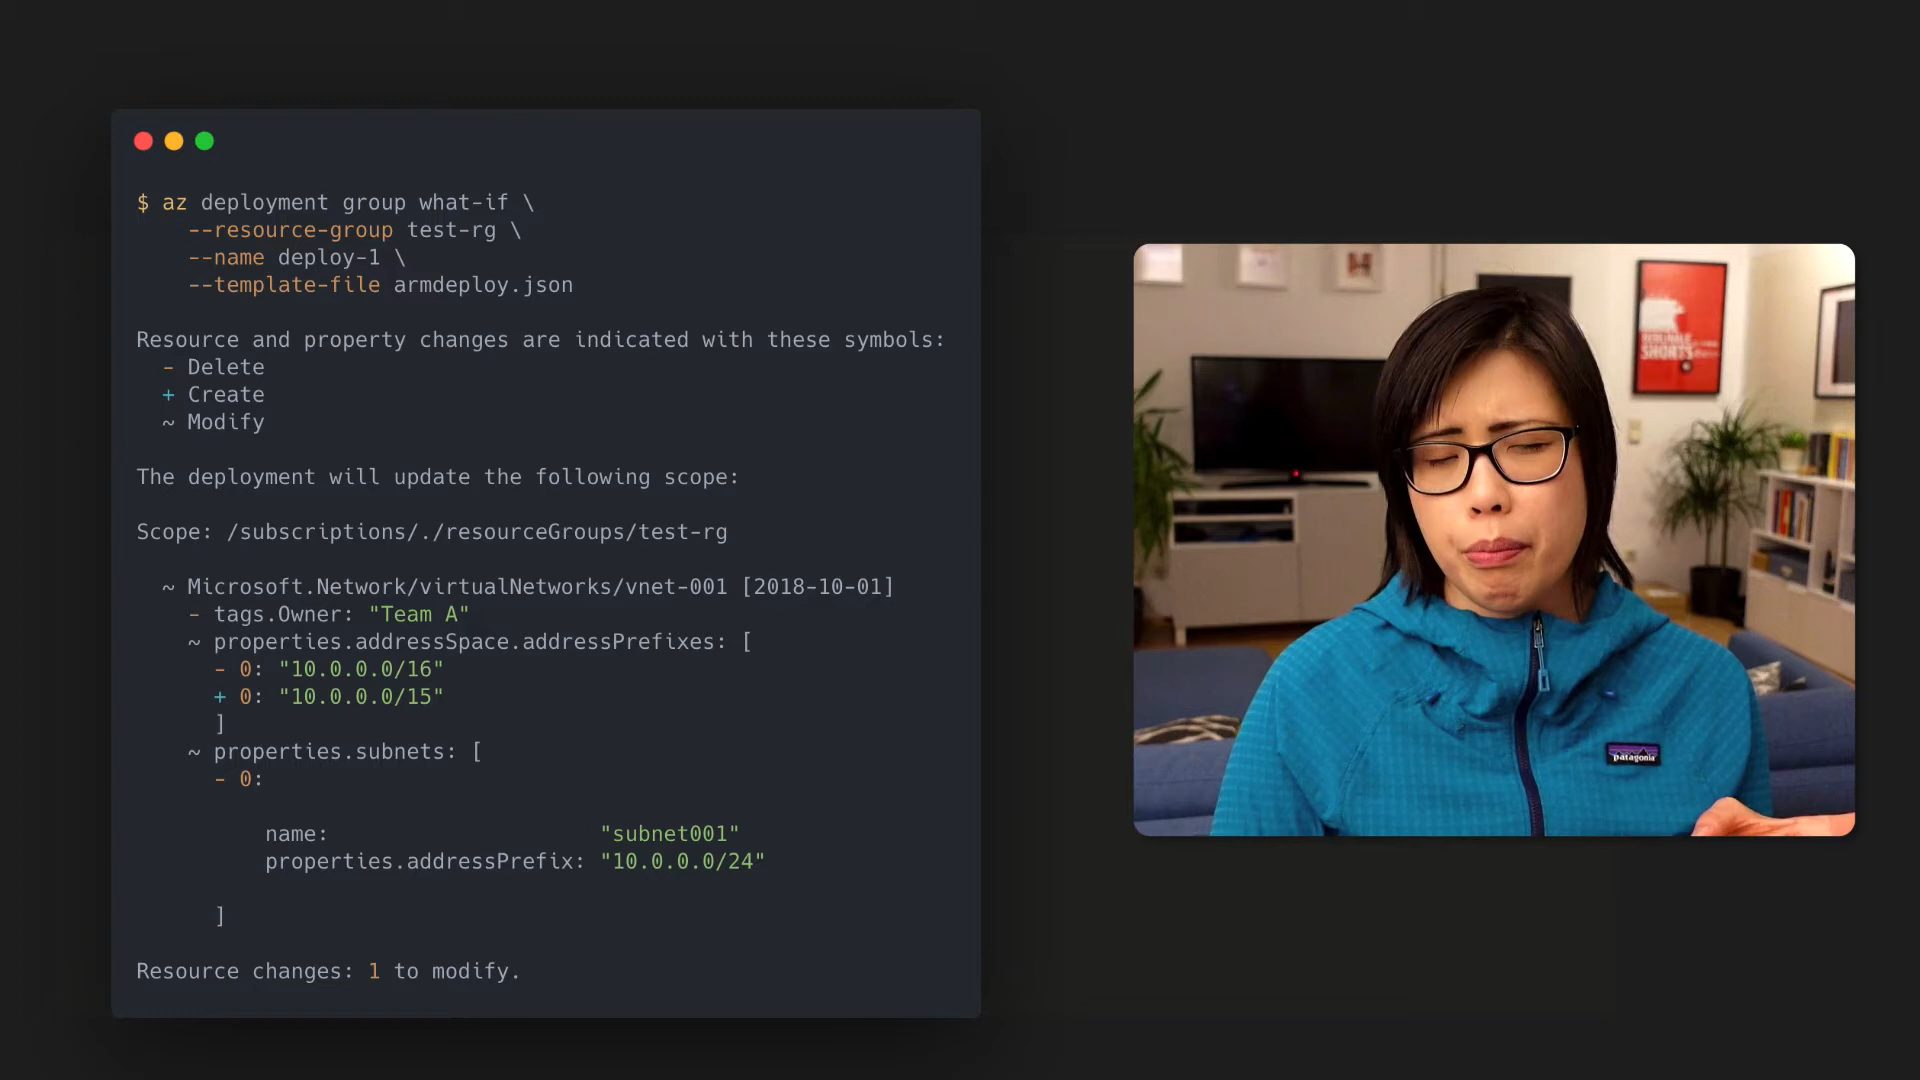 $ az deployment group what-if \
--resource-group test-rg \
--name deploy-1 \
--template-file armdeploy.json
Resource and property changes are indicated with these symbols:
- Delete
+ Create
~ Modify
The deployment will update the following scope:
Scope: /subscriptions/./resourceGroups/test-rg
~ Microsoft.Network/virtualNetworks/vnet-001 [2018-10-01]
- tags.Owner: "Team A"
~ properties.addressSpace.addressPrefixes: [
- 0: "10.0.0.0/16"
+ 0: "10.0.0.0/15"
]
~ properties.subnets: [
- 0:
name: "subnet001"
properties.addressPrefix: "10.0.0.0/24"
]
Resource changes: 1 to modify.
BERLINALE
SHORTS
patagonia